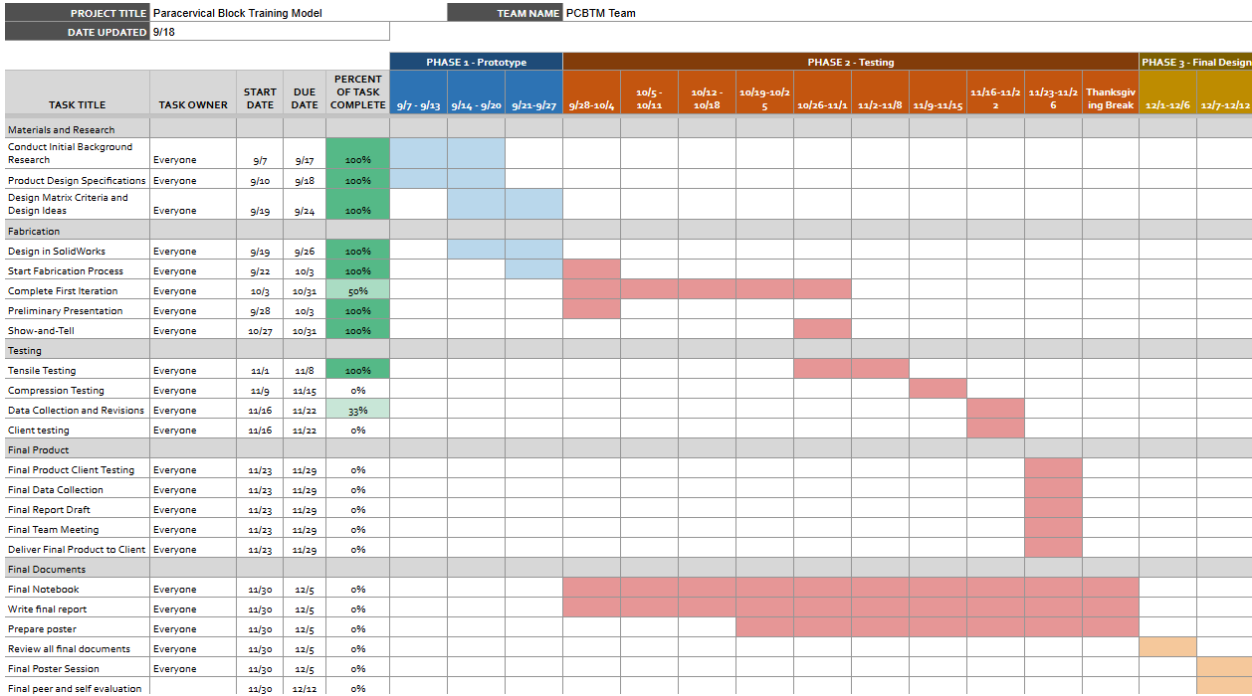 PROJECT TITLE Paracervical Block Training Model TEAM NAME PCBTM Team
DATE UPDATED 9/18
PHASE 1 - Prototype PHASE 2 - Testing PHASE 3 - Final Design
TASK TITLE TASK OWNER START DATE DUE DATE PERCENT OF TASK COMPLETE 9/7 - 9/13 9/14 - 9/20 9/21-9/27 9/28-10/4 10/5 - 10/11 10/12 - 10/18 10/19-10/25 10/26-11/1 11/2-11/8 11/9-11/15 11/16-11/22 11/23-11/26 Thanksgiving Break 12/1-12/6 12/7-12/12
Materials and Research
Conduct Initial Background Research Everyone 9/7 9/17 100%
Product Design Specifications Everyone 9/10 9/18 100%
Design Matrix Criteria and Design Ideas Everyone 9/19 9/24 100%
Fabrication
Design in SolidWorks Everyone 9/19 9/26 100%
Start Fabrication Process Everyone 9/22 10/3 100%
Complete First Iteration Everyone 10/3 10/31 50%
Preliminary Presentation Everyone 9/28 10/3 100%
Show-and-Tell Everyone 10/27 10/31 100%
Testing
Tensile Testing Everyone 11/1 11/8 100%
Compression Testing Everyone 11/9 11/15 0%
Data Collection and Revisions Everyone 11/16 11/22 33%
Client testing Everyone 11/16 11/22 0%
Final Product
Final Product Client Testing Everyone 11/23 11/29 0%
Final Data Collection Everyone 11/23 11/29 0%
Final Report Draft Everyone 11/23 11/29 0%
Final Team Meeting Everyone 11/23 11/29 0%
Deliver Final Product to Client Everyone 11/23 11/29 0%
Final Documents
Final Notebook Everyone 11/30 12/5 0%
Write final report Everyone 11/30 12/5 0%
Prepare poster Everyone 11/30 12/5 0%
Review all final documents Everyone 11/30 12/5 0%
Final Poster Session Everyone 11/30 12/5 0%
Final peer and self evaluation 11/30 12/12 0%